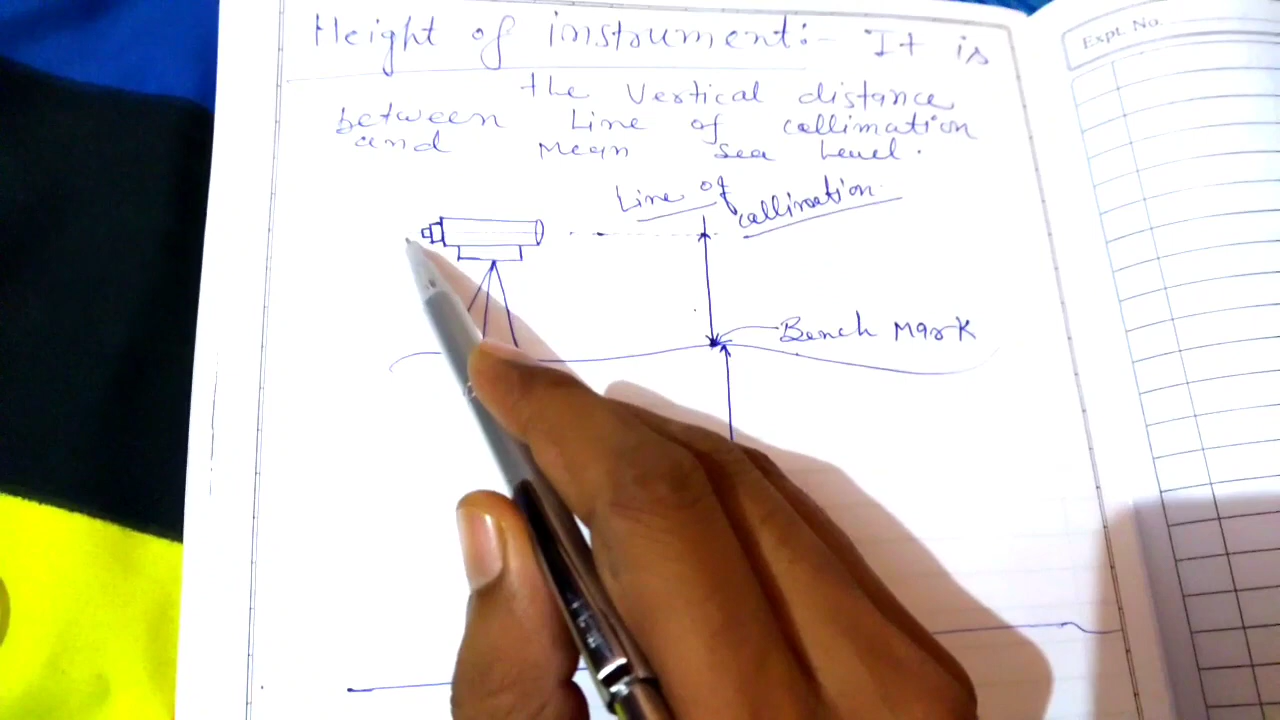 Expt. No.
Height of instrument:- It is
the Vertical distance
between Line of collimation
and Mean Sea Level.
Line of
collimation
Bench Mark